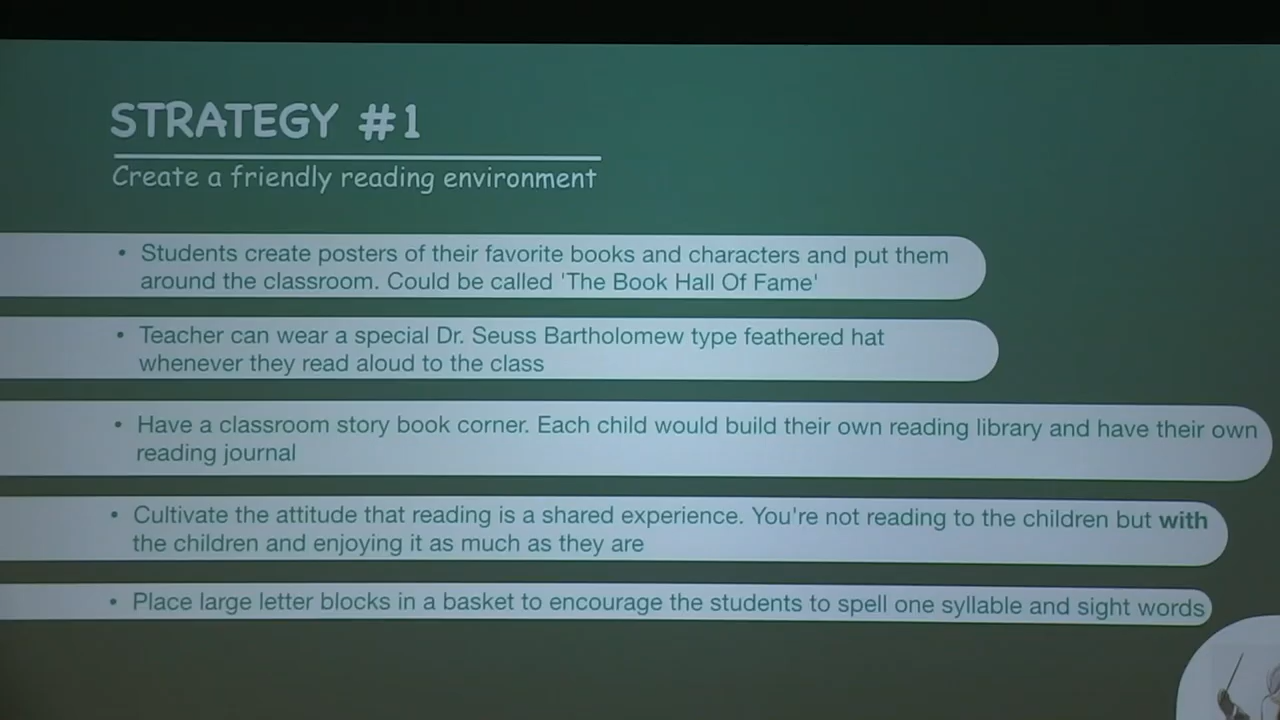 STRATEGY #1
Create a friendly reading environment
• Students create posters of their favorite books and characters and put them
around the classroom. Could be called 'The Book Hall Of Fame'
• Teacher can wear a special Dr. Seuss Bartholomew type feathered hat
whenever they read aloud to the class
• Have a classroom story book corner. Each child would build their own reading library and have their own
reading journal
• Cultivate the attitude that reading is a shared experience. You're not reading to the children but with
the children and enjoying it as much as they are
• Place large letter blocks in a basket to encourage the students to spell one syllable and sight words